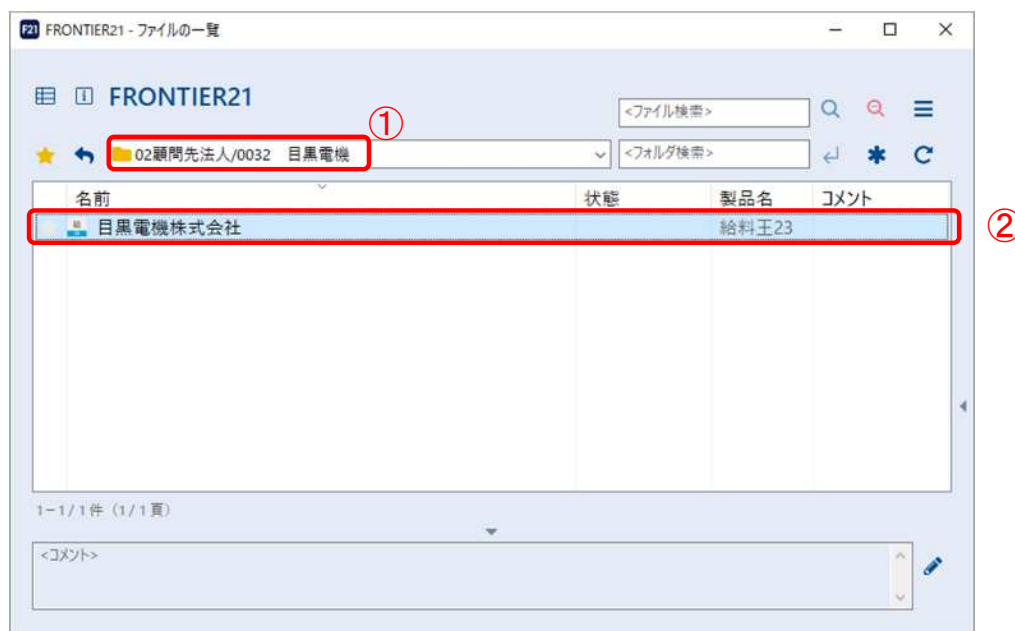 F21 FRONTIER21 - ファイルの一覧
FRONTIER21
<ファイル検索>
①
02顧問先法人/0032　目黒電機
<フォルダ検索>
名前 状態 製品名 コメント
目黒電機株式会社 給料王23
②
1-1/1件 (1/1頁)
<コメント>